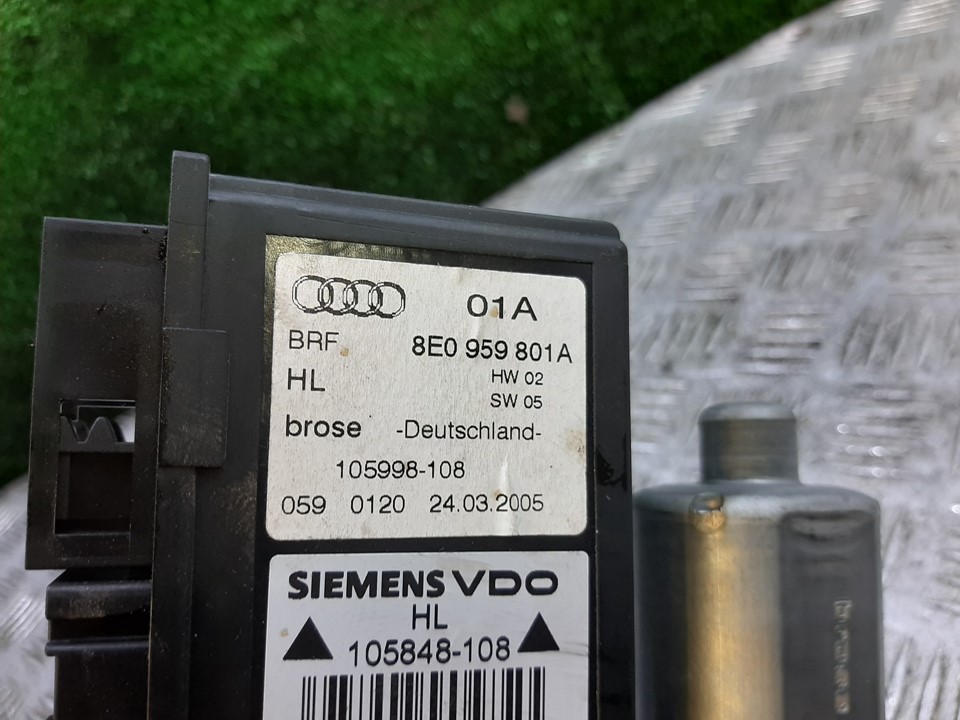 01A
BRF.
8E0 959 801A
HL
HW 02
SW 05
brose -Deutschland-
105998-108
059 0120 24.03.2005
SIEMENS VDO
HL
105848-108